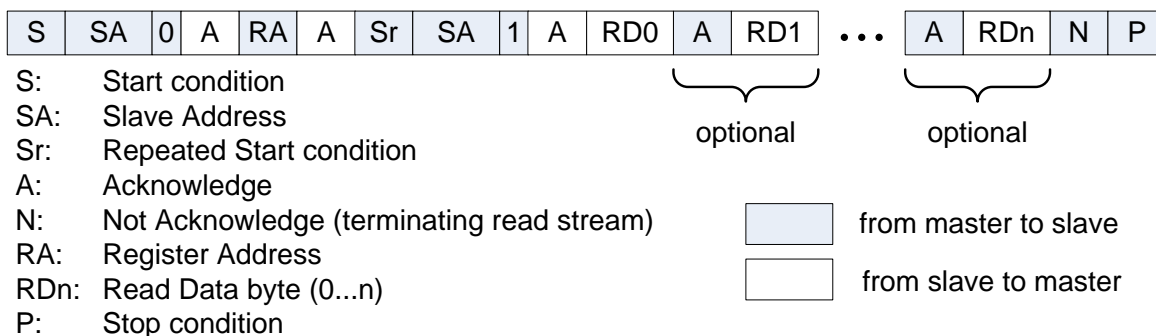 S SA 0 A RA A Sr SA 1 A RD0 A RD1 ••• A RDn N P
S: Start condition
SA: Slave Address
optional optional
Sr: Repeated Start condition
A: Acknowledge
N: Not Acknowledge (terminating read stream)
from master to slave
RA: Register Address
from slave to master
RDn: Read Data byte (0...n)
P: Stop condition